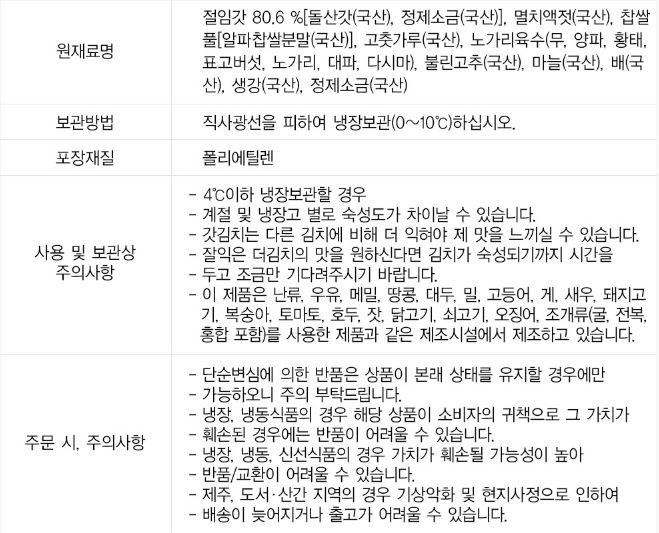 원재료명
절임갓 80.6 %[돌산갓(국산), 정제소금(국산)], 멸치액젓(국산), 찹쌀
풀[알파찹쌀분말(국산)], 고춧가루(국산), 노가리육수(무, 양파, 황태,
표고버섯, 노가리, 대파, 다시마), 불린고추(국산), 마늘(국산), 배(국
산), 생강(국산), 정제소금(국산)
보관방법
직사광선을 피하여 냉장보관(0~10℃)하십시오.
포장재질
폴리에틸렌
사용 및 보관상
주의사항
- 4℃이하 냉장보관할 경우
- 계절 및 냉장고 별로 숙성도가 차이날 수 있습니다.
- 갓김치는 다른 김치에 비해 더 익혀야 제 맛을 느끼실 수 있습니다.
- 잘익은 더김치의 맛을 원하신다면 김치가 숙성되기까지 시간을
- 두고 조금만 기다려주시기 바랍니다.
- 이 제품은 난류, 우유, 메밀, 땅콩, 대두, 밀, 고등어, 게, 새우, 돼지고
기, 복숭아, 토마토, 호두, 잣, 닭고기, 쇠고기, 오징어, 조개류(굴, 전복,
홍합 포함)를 사용한 제품과 같은 제조시설에서 제조하고 있습니다.
주문 시, 주의사항
- 단순변심에 의한 반품은 상품이 본래 상태를 유지할 경우에만
- 가능하오니 주의 부탁드립니다.
- 냉장, 냉동식품의 경우 해당 상품이 소비자의 귀책으로 그 가치가
- 훼손된 경우에는 반품이 어려울 수 있습니다.
- 냉장, 냉동, 신선식품의 경우 가치가 훼손될 가능성이 높아
- 반품/교환이 어려울 수 있습니다.
- 제주, 도서·산간 지역의 경우 기상악화 및 현지사정으로 인하여
- 배송이 늦어지거나 출고가 어려울 수 있습니다.